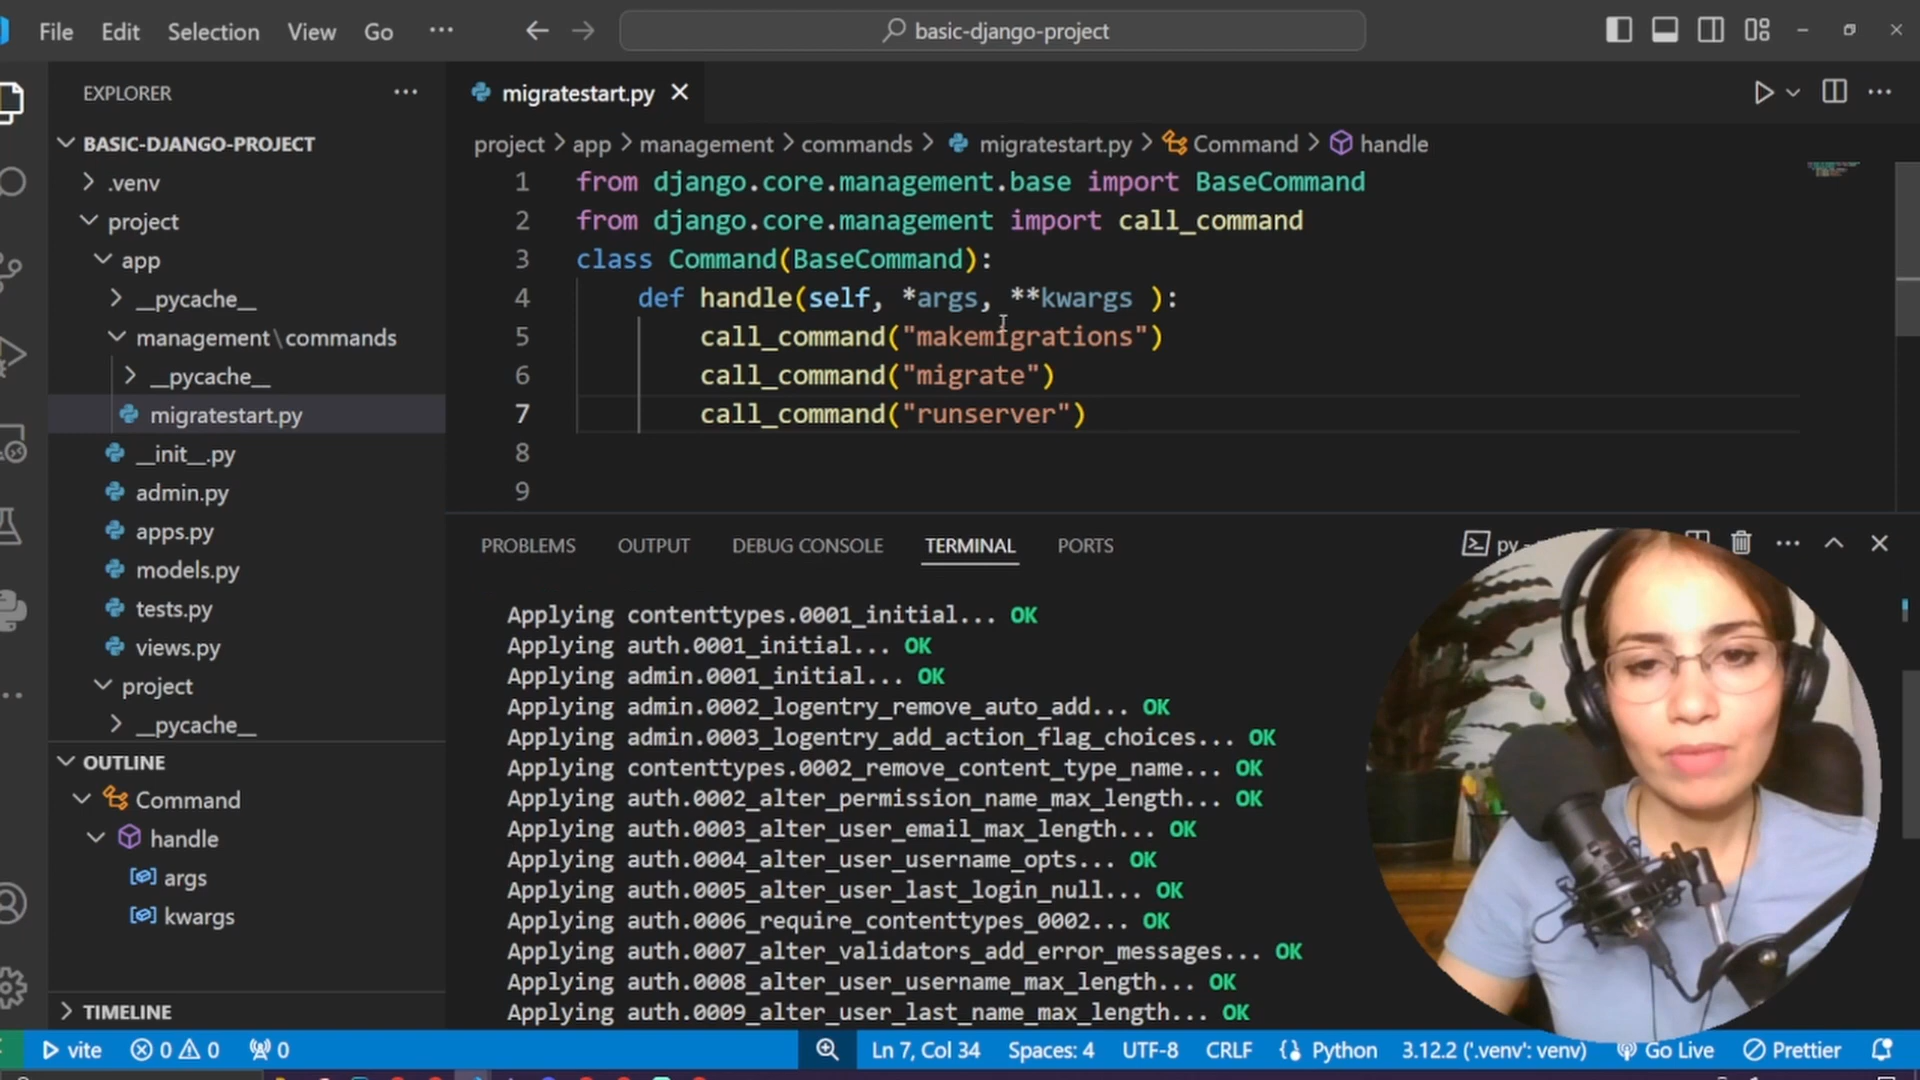 File Edit Selection View Go ··· basic-django-project
EXPLORER ···
BASIC-DJANGO-PROJECT
.venv
project
app
__pycache__
management\commands
__pycache__
migratestart.py
__init__.py
admin.py
apps.py
models.py
tests.py
views.py
project
__pycache__
OUTLINE
Command
handle
args
kwargs
TIMELINE
migratestart.py
project > app > management > commands > migratestart.py > Command > handle
1 from django.core.management.base import BaseCommand
2 from django.core.management import call_command
3 class Command(BaseCommand):
4 def handle(self, *args, **kwargs ):
5 call_command("makemigrations")
6 call_command("migrate")
7 call_command("runserver")
8
9
PROBLEMS OUTPUT DEBUG CONSOLE TERMINAL PORTS py
Applying contenttypes.0001_initial... OK
Applying auth.0001_initial... OK
Applying admin.0001_initial... OK
Applying admin.0002_logentry_remove_auto_add... OK
Applying admin.0003_logentry_add_action_flag_choices... OK
Applying contenttypes.0002_remove_content_type_name... OK
Applying auth.0002_alter_permission_name_max_length... OK
Applying auth.0003_alter_user_email_max_length... OK
Applying auth.0004_alter_user_username_opts... OK
Applying auth.0005_alter_user_last_login_null... OK
Applying auth.0006_require_contenttypes_0002... OK
Applying auth.0007_alter_validators_add_error_messages... OK
Applying auth.0008_alter_user_username_max_length... OK
Applying auth.0009_alter_user_last_name_max_length... OK
vite 0 0 0 Ln 7, Col 34 Spaces: 4 UTF-8 CRLF Python 3.12.2 ('.venv': venv) Go Live Prettier